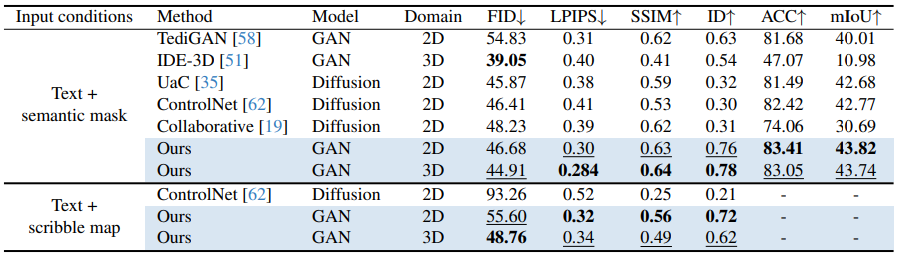 Input conditions Method Model Domain FID↓ LPIPS↓ SSIM↑ ID↑ ACC↑ mIoU↑
Text + semantic mask
TediGAN [58] GAN 2D 54.83 0.31 0.62 0.63 81.68 40.01
IDE-3D [51] GAN 3D 39.05 0.40 0.41 0.54 47.07 10.98
UaC [35] Diffusion 2D 45.87 0.38 0.59 0.32 81.49 42.68
ControlNet [62] Diffusion 2D 46.41 0.41 0.53 0.30 82.42 42.77
Collaborative [19] Diffusion 2D 48.23 0.39 0.62 0.31 74.06 30.69
Ours GAN 2D 46.68 0.30 0.63 0.76 83.41 43.82
Ours GAN 3D 44.91 0.284 0.64 0.78 83.05 43.74
Text + scribble map
ControlNet [62] Diffusion 2D 93.26 0.52 0.25 0.21 - -
Ours GAN 2D 55.60 0.32 0.56 0.72 - -
Ours GAN 3D 48.76 0.34 0.49 0.62 - -